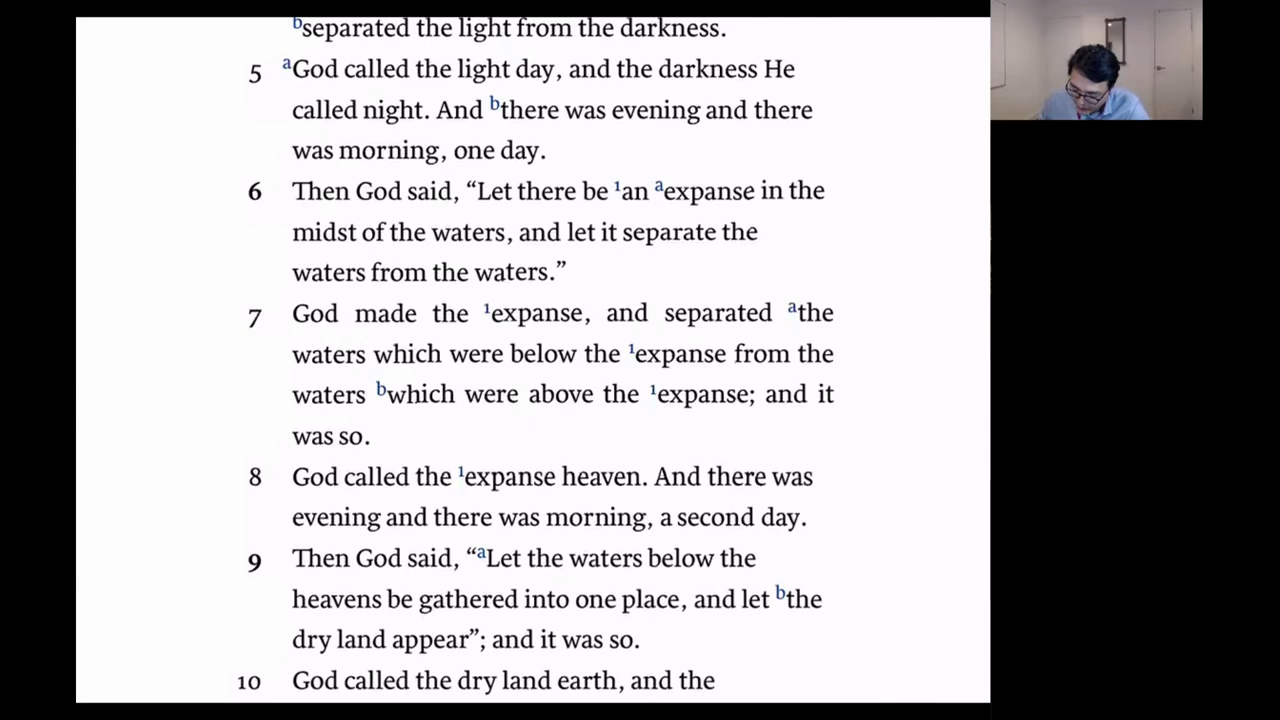 ᵇseparated the light from the darkness.
5 ᵃGod called the light day, and the darkness He
called night. And ᵇthere was evening and there
was morning, one day.
6 Then God said, “Let there be ¹an ᵃexpanse in the
midst of the waters, and let it separate the
waters from the waters.”
7 God made the ¹expanse, and separated ᵃthe
waters which were below the ¹expanse from the
waters ᵇwhich were above the ¹expanse; and it
was so.
8 God called the ¹expanse heaven. And there was
evening and there was morning, a second day.
9 Then God said, “ᵃLet the waters below the
heavens be gathered into one place, and let ᵇthe
dry land appear”; and it was so.
10 God called the dry land earth, and the